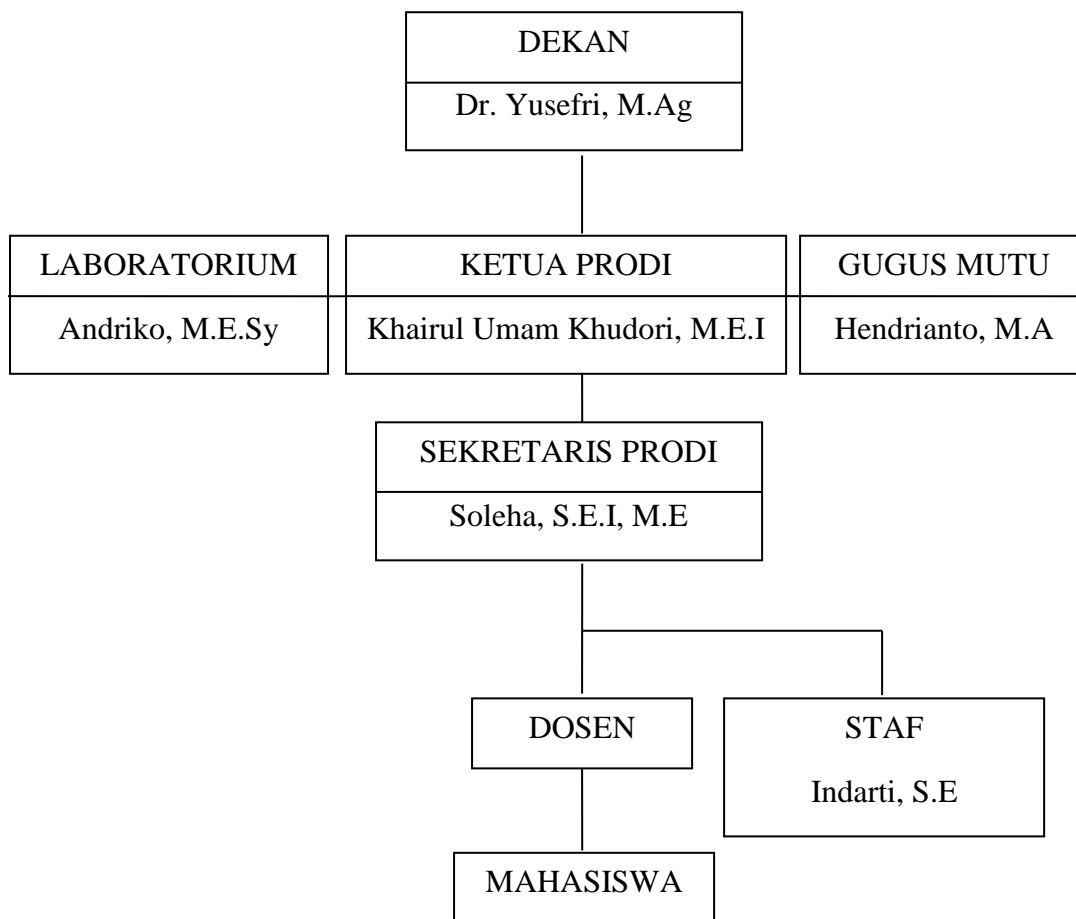 DEKAN
Dr. Yusefri, M.Ag
LABORATORIUM
Andriko, M.E.Sy
KETUA PRODI
Khairul Umam Khudori, M.E.I
GUGUS MUTU
Hendrianto, M.A
SEKRETARIS PRODI
Soleha, S.E.I, M.E
DOSEN
STAF
Indarti, S.E
MAHASISWA